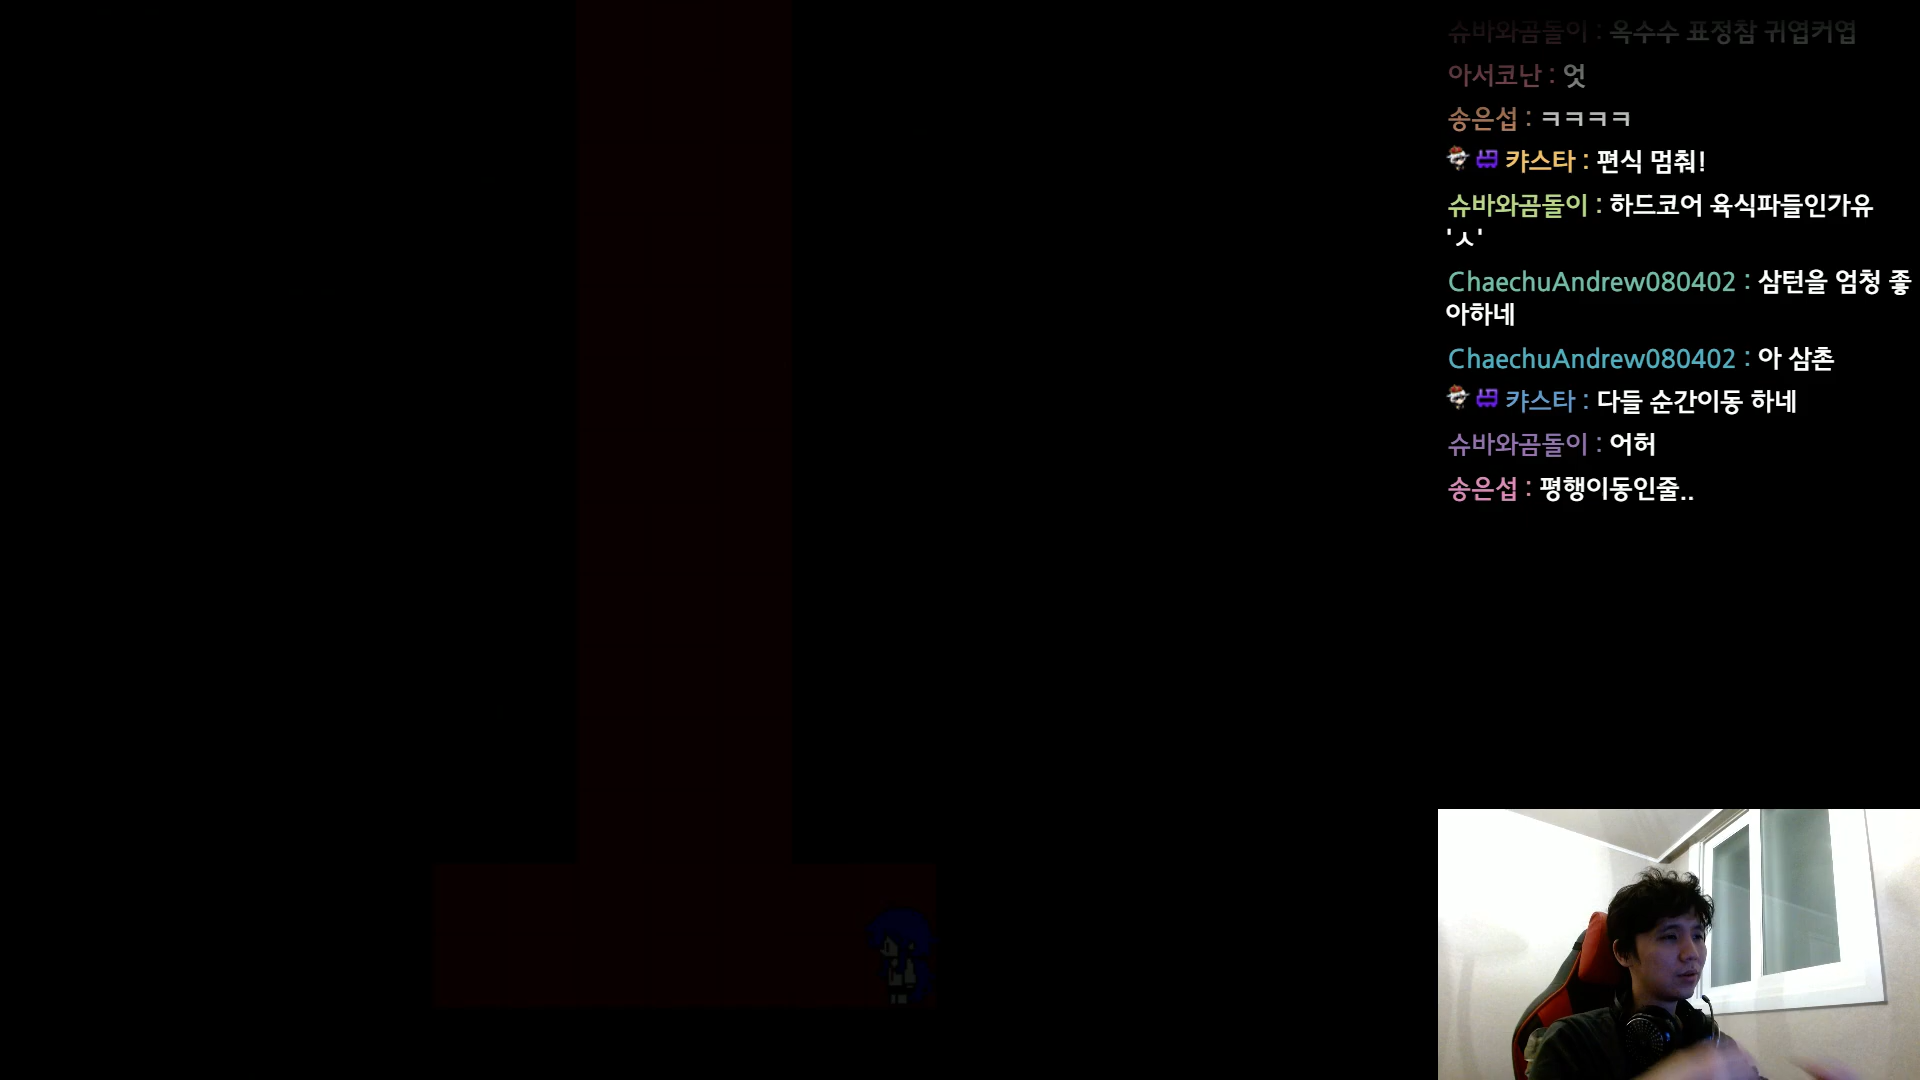 슈바와곰돌이 : 옥수수 표정참 귀엽커엽
아서코난 : 엇
송은섭 : ㅋㅋㅋㅋ
캬스타 : 편식 멈춰!
슈바와곰돌이 : 하드코어 육식파들인가유
'ㅅ'
ChaechuAndrew080402 : 삼턴을 엄청 좋
아하네
ChaechuAndrew080402 : 아 삼촌
캬스타 : 다들 순간이동 하네
슈바와곰돌이 : 어허
송은섭 : 평행이동인줄..